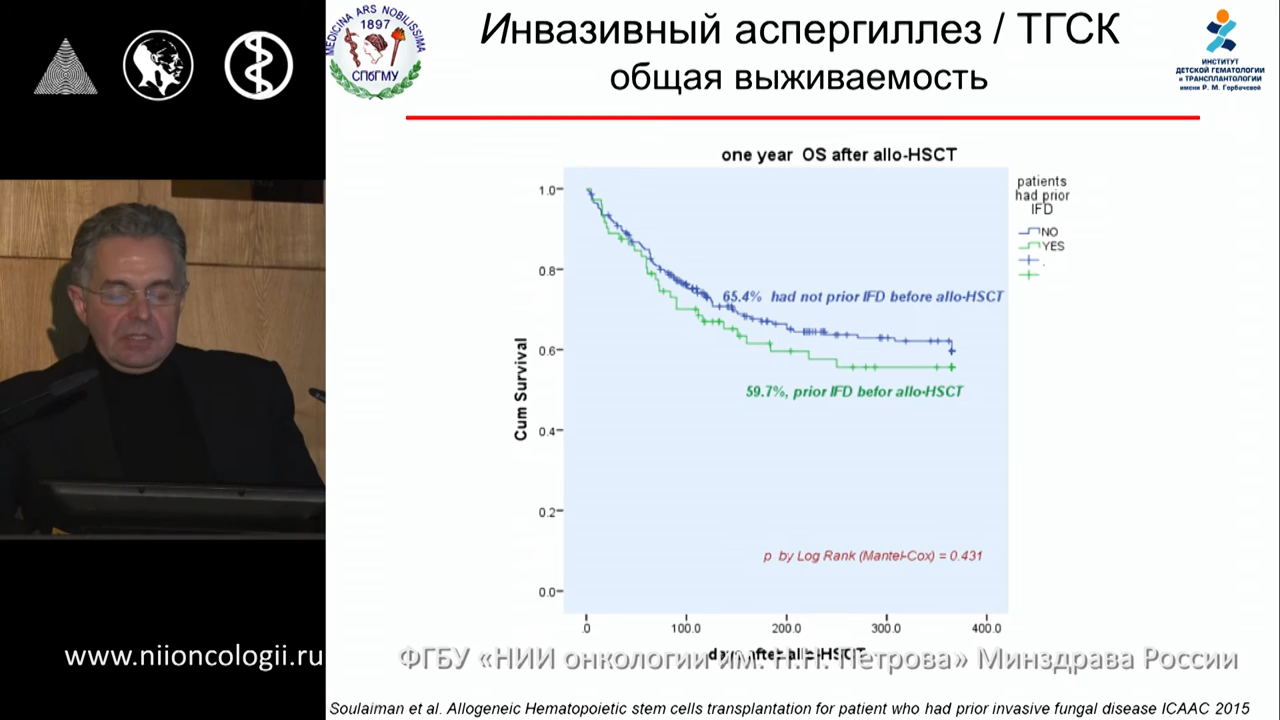 MEDICINA ARS NOBILISSIMA
1897
СПбГМУ
Инвазивный аспергиллез / ТГСК
общая выживаемость
ИНСТИТУТ
ДЕТСКОЙ ГЕМАТОЛОГИИ
и ТРАНСПЛАНТОЛОГИИ
имени Р. М. Горбачевой
one year OS after allo-HSCT
patients
had prior
IFD
NO
YES
.
1.0
0.8
0.6
0.4
0.2
0.0
Cum Survival
65.4% had not prior IFD before allo-HSCT
59.7%, prior IFD befor allo-HSCT
p by Log Rank (Mantel-Cox) = 0.431
.0 100.0 200.0 300.0 400.0
after allo-HSCT
www.niioncologii.ru
ФГБУ «НИИ онкологии им. Н.Н. Петрова» Минздрава России
Soulaiman et al. Allogeneic Hematopoietic stem cells transplantation for patient who had prior invasive fungal disease ICAAC 2015